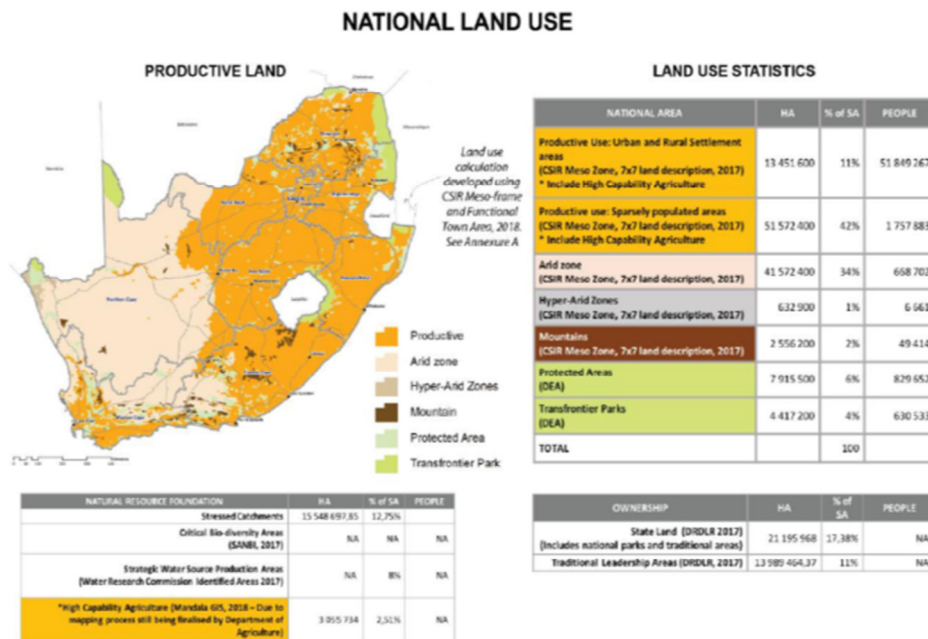 NATIONAL LAND USE
PRODUCTIVE LAND
Land use
calculation
developed using
CSIR Meso-frame
and Functional
Town Area, 2018.
See Annexure A
Productive
Arid zone
Hyper-Arid Zones
Mountain
Protected Area
Transfrontier Park
LAND USE STATISTICS
NATIONAL AREA HA % of SA PEOPLE
Productive Use: Urban and Rural Settlement
areas
(CSIR Meso Zone, 7x7 land description, 2017)
* Include High Capability Agriculture
13 451 600 11% 51 849 267
Productive use: Sparsely populated areas
(CSIR Meso Zone, 7x7 land description, 2017)
* Include High Capability Agriculture
51 572 400 42% 1 757 883
Arid zone
(CSIR Meso Zone, 7x7 land description, 2017)
41 572 400 34% 668 702
Hyper-Arid Zones
(CSIR Meso Zone, 7x7 land description, 2017)
632 900 1% 6 661
Mountains
(CSIR Meso Zone, 7x7 land description, 2017)
2 556 200 2% 49 414
Protected Areas
(DEA)
7 915 500 6% 829 652
Transfrontier Parks
(DEA)
4 417 200 4% 630 533
TOTAL 100
NATURAL RESOURCE FOUNDATION HA % of SA PEOPLE
Stressed Catchments 15 548 697,85 12,75%
Critical Bio-diversity Areas
(SANBI, 2017)
NA NA NA
Strategic Water Source Production Areas
(Water Research Commission Identified Areas 2017)
NA 8% NA
*High Capability Agriculture (Mandala GIS, 2018 – Due to
mapping process still being finalised by Department of
Agriculture)
3 055 734 2,51% NA
OWNERSHIP HA % of SA PEOPLE
State Land (DRDLR 2017)
(Includes national parks and traditional areas)
21 195 968 17,38% NA
Traditional Leadership Areas (DRDLR, 2017) 13 989 464,37 11% NA